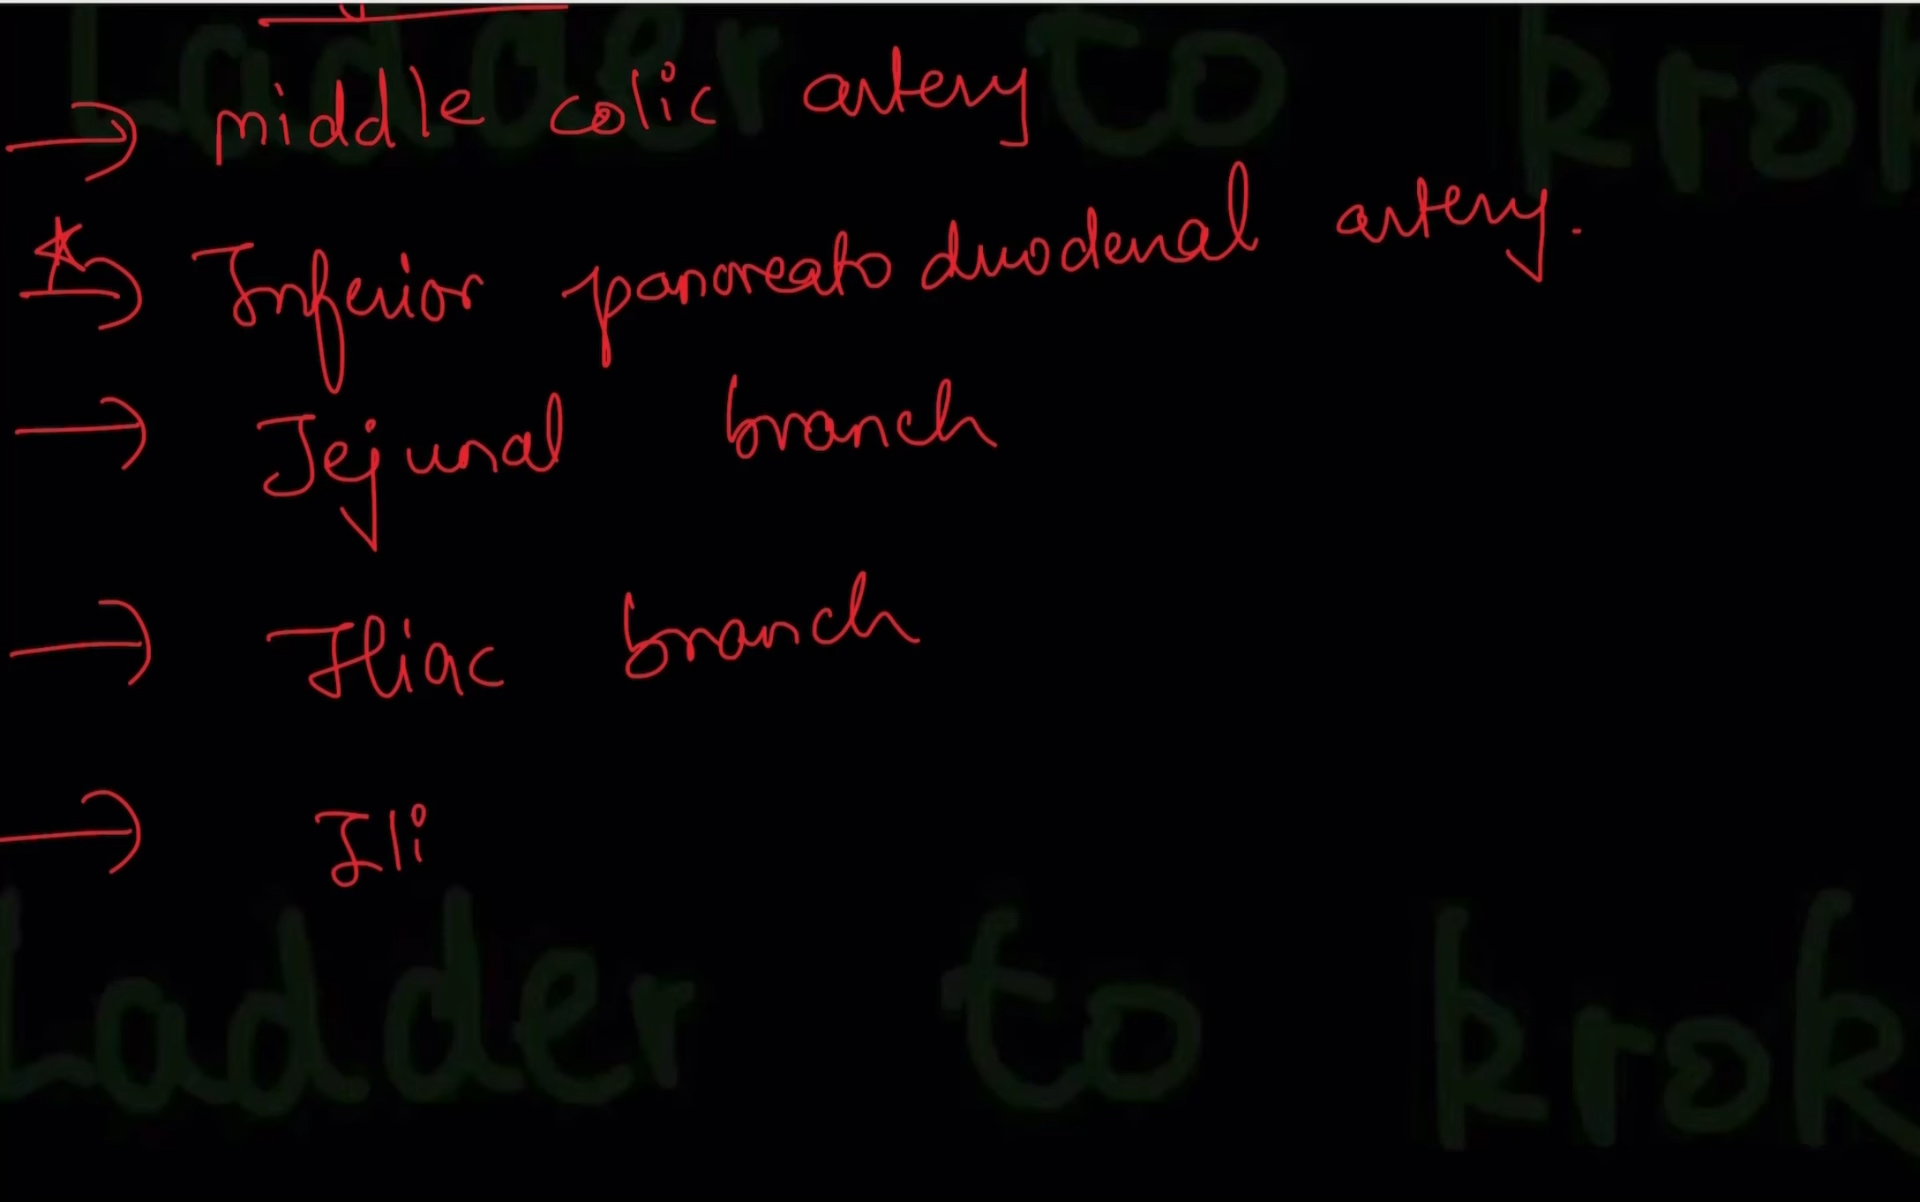 Ladder to krok
→ middle colic artery
→ Inferior pancreato duodenal artery.
→ Jejunal branch
→ Iliac branch
→ Ili
Ladder to krok